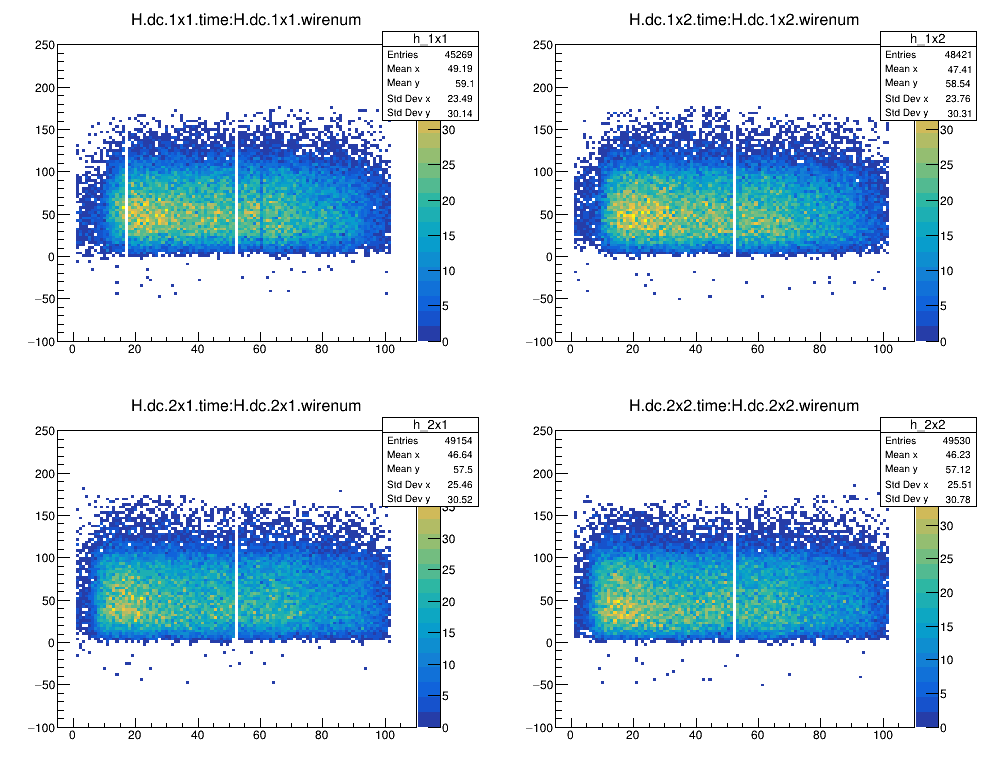 H.dc.1x1.time:H.dc.1x1.wirenum
h_1x1
Entries 45269
Mean x 49.19
Mean y 59.1
Std Dev x 23.49
Std Dev y 30.14
250
200
150
100
50
0
−50
−100
0 20 40 60 80 100
30
25
20
15
10
5
0
H.dc.1x2.time:H.dc.1x2.wirenum
h_1x2
Entries 48421
Mean x 47.41
Mean y 58.54
Std Dev x 23.76
Std Dev y 30.31
250
200
150
100
50
0
−50
−100
0 20 40 60 80 100
30
25
20
15
10
5
0
H.dc.2x1.time:H.dc.2x1.wirenum
h_2x1
Entries 49154
Mean x 46.64
Mean y 57.5
Std Dev x 25.46
Std Dev y 30.52
250
200
150
100
50
0
−50
−100
0 20 40 60 80 100
35
30
25
20
15
10
5
0
H.dc.2x2.time:H.dc.2x2.wirenum
h_2x2
Entries 49530
Mean x 46.23
Mean y 57.12
Std Dev x 25.51
Std Dev y 30.78
250
200
150
100
50
0
−50
−100
0 20 40 60 80 100
30
25
20
15
10
5
0